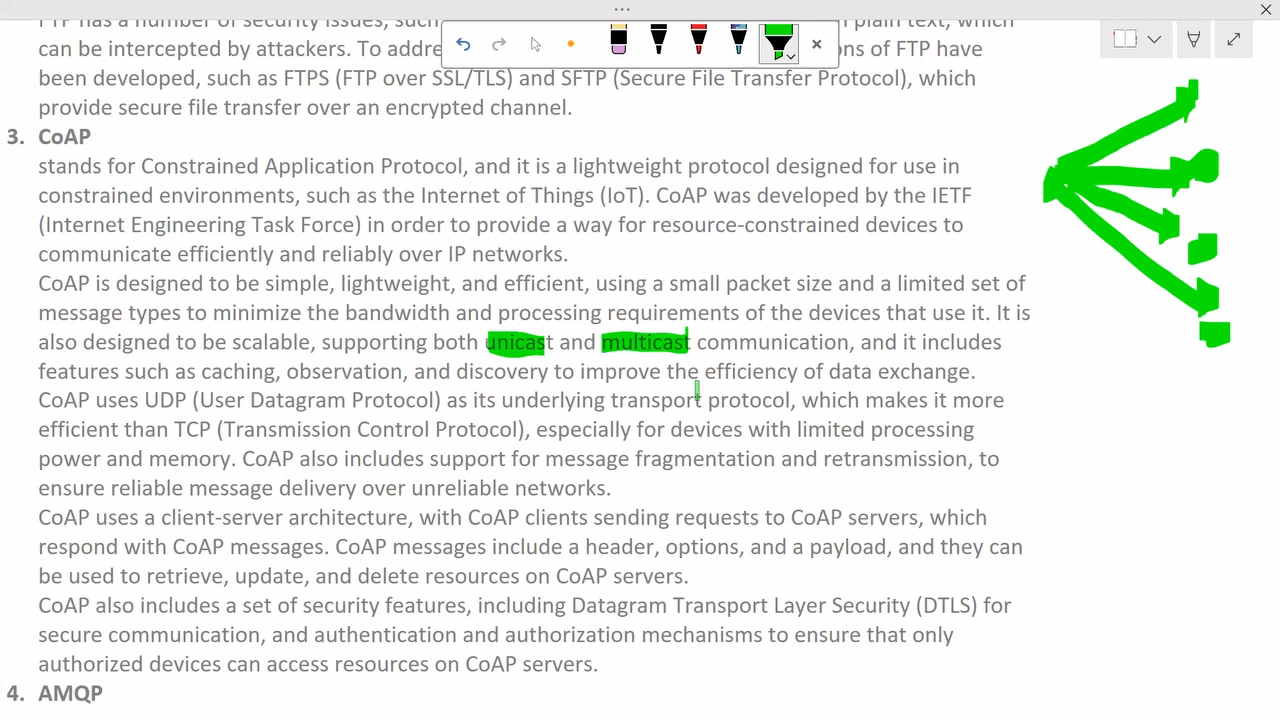 FTP has a number of security issues, such plain text, which
can be intercepted by attackers. To addre ons of FTP have
been developed, such as FTPS (FTP over SSL/TLS) and SFTP (Secure File Transfer Protocol), which
provide secure file transfer over an encrypted channel.
3. CoAP
stands for Constrained Application Protocol, and it is a lightweight protocol designed for use in
constrained environments, such as the Internet of Things (IoT). CoAP was developed by the IETF
(Internet Engineering Task Force) in order to provide a way for resource-constrained devices to
communicate efficiently and reliably over IP networks.
CoAP is designed to be simple, lightweight, and efficient, using a small packet size and a limited set of
message types to minimize the bandwidth and processing requirements of the devices that use it. It is
also designed to be scalable, supporting both unicast and multicast communication, and it includes
features such as caching, observation, and discovery to improve the efficiency of data exchange.
CoAP uses UDP (User Datagram Protocol) as its underlying transport protocol, which makes it more
efficient than TCP (Transmission Control Protocol), especially for devices with limited processing
power and memory. CoAP also includes support for message fragmentation and retransmission, to
ensure reliable message delivery over unreliable networks.
CoAP uses a client-server architecture, with CoAP clients sending requests to CoAP servers, which
respond with CoAP messages. CoAP messages include a header, options, and a payload, and they can
be used to retrieve, update, and delete resources on CoAP servers.
CoAP also includes a set of security features, including Datagram Transport Layer Security (DTLS) for
secure communication, and authentication and authorization mechanisms to ensure that only
authorized devices can access resources on CoAP servers.
4. AMQP